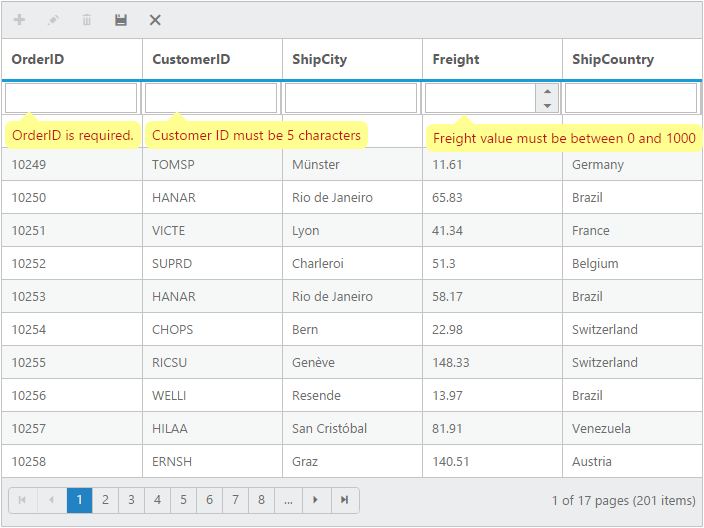 OrderID CustomerID ShipCity Freight ShipCountry
OrderID is required. Customer ID must be 5 characters Freight value must be between 0 and 1000
10249 TOMSP Münster 11.61 Germany
10250 HANAR Rio de Janeiro 65.83 Brazil
10251 VICTE Lyon 41.34 France
10252 SUPRD Charleroi 51.3 Belgium
10253 HANAR Rio de Janeiro 58.17 Brazil
10254 CHOPS Bern 22.98 Switzerland
10255 RICSU Genève 148.33 Switzerland
10256 WELLI Resende 13.97 Brazil
10257 HILAA San Cristóbal 81.91 Venezuela
10258 ERNSH Graz 140.51 Austria
1 2 3 4 5 6 7 8 ... 1 of 17 pages (201 items)